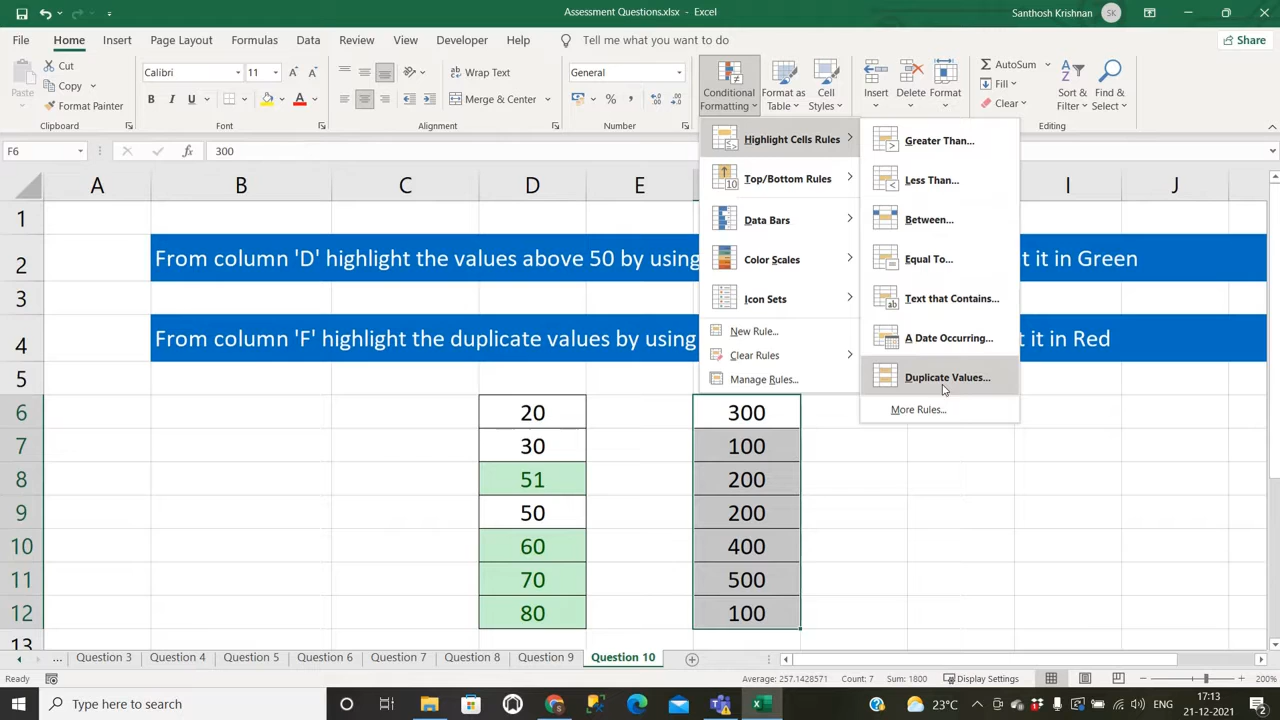 Assessment Questions.xlsx - Excel
Santhosh Krishnan SK
File Home Insert Page Layout Formulas Data Review View Developer Help Tell me what you want to do Share
Paste
Cut
Copy
Format Painter
Clipboard
Calibri 11
B I U
Font
Wrap Text
Merge & Center
Alignment
General
Number
Conditional Formatting
Format as Table
Cell Styles
Insert Delete Format
AutoSum
Fill
Clear
Sort & Filter
Find & Select
Editing
F6 300
A B C D E I J
Highlight Cells Rules
Top/Bottom Rules
Data Bars
Color Scales
Icon Sets
New Rule...
Clear Rules
Manage Rules...
Greater Than...
Less Than...
Between...
Equal To...
Text that Contains...
A Date Occurring...
Duplicate Values...
More Rules...
1
2 From column 'D' highlight the values above 50 by using t it in Green
3
4 From column 'F' highlight the duplicate values by using t it in Red
5
6 20 300
7 30 100
8 51 200
9 50 200
10 60 400
11 70 500
12 80 100
13
... Question 3 Question 4 Question 5 Question 6 Question 7 Question 8 Question 9 Question 10
Average: 257.1428571 Count: 7 Sum: 1800 Display Settings 200%
Type here to search
23°C ENG
17:13
21-12-2021
2